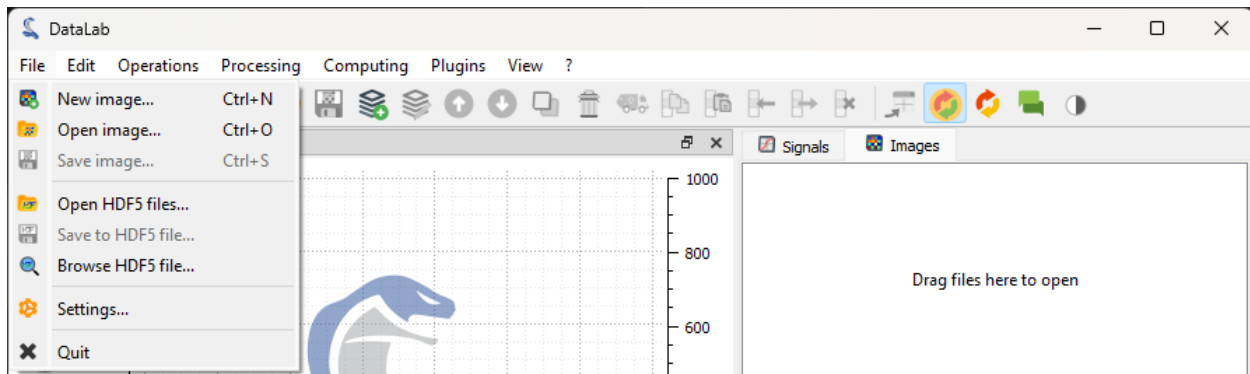 DataLab
File Edit Operations Processing Computing Plugins View ?
New image... Ctrl+N
Open image... Ctrl+O
Save image... Ctrl+S
Open HDF5 files...
Save to HDF5 file...
Browse HDF5 file...
Settings...
Quit
1000
800
600
Signals Images
Drag files here to open